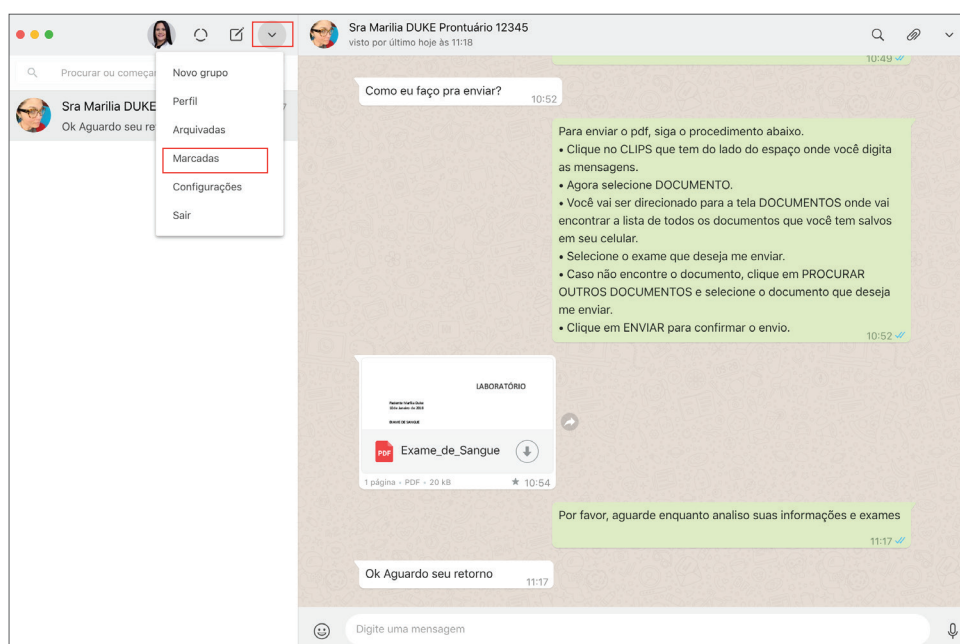 Sra Marilia DUKE Prontuário 12345
visto por último hoje às 11:18
Procurar ou começar
Sra Marilia DUKE
Ok Aguardo seu re
Novo grupo
Perfil
Arquivadas
Marcadas
Configurações
Sair
10:49
Como eu faço pra enviar?
10:52
Para enviar o pdf, siga o procedimento abaixo.
• Clique no CLIPS que tem do lado do espaço onde você digita
as mensagens.
• Agora selecione DOCUMENTO.
• Você vai ser direcionado para a tela DOCUMENTOS onde vai
encontrar a lista de todos os documentos que você tem salvos
em seu celular.
• Selecione o exame que deseja me enviar.
• Caso não encontre o documento, clique em PROCURAR
OUTROS DOCUMENTOS e selecione o documento que deseja
me enviar.
• Clique em ENVIAR para confirmar o envio.
10:52
LABORATÓRIO
EXAME DE SANGUE
PDF
Exame_de_Sangue
1 página - PDF - 20 kB
10:54
Por favor, aguarde enquanto analiso suas informações e exames
11:17
Ok Aguardo seu retorno
11:17
Digite uma mensagem